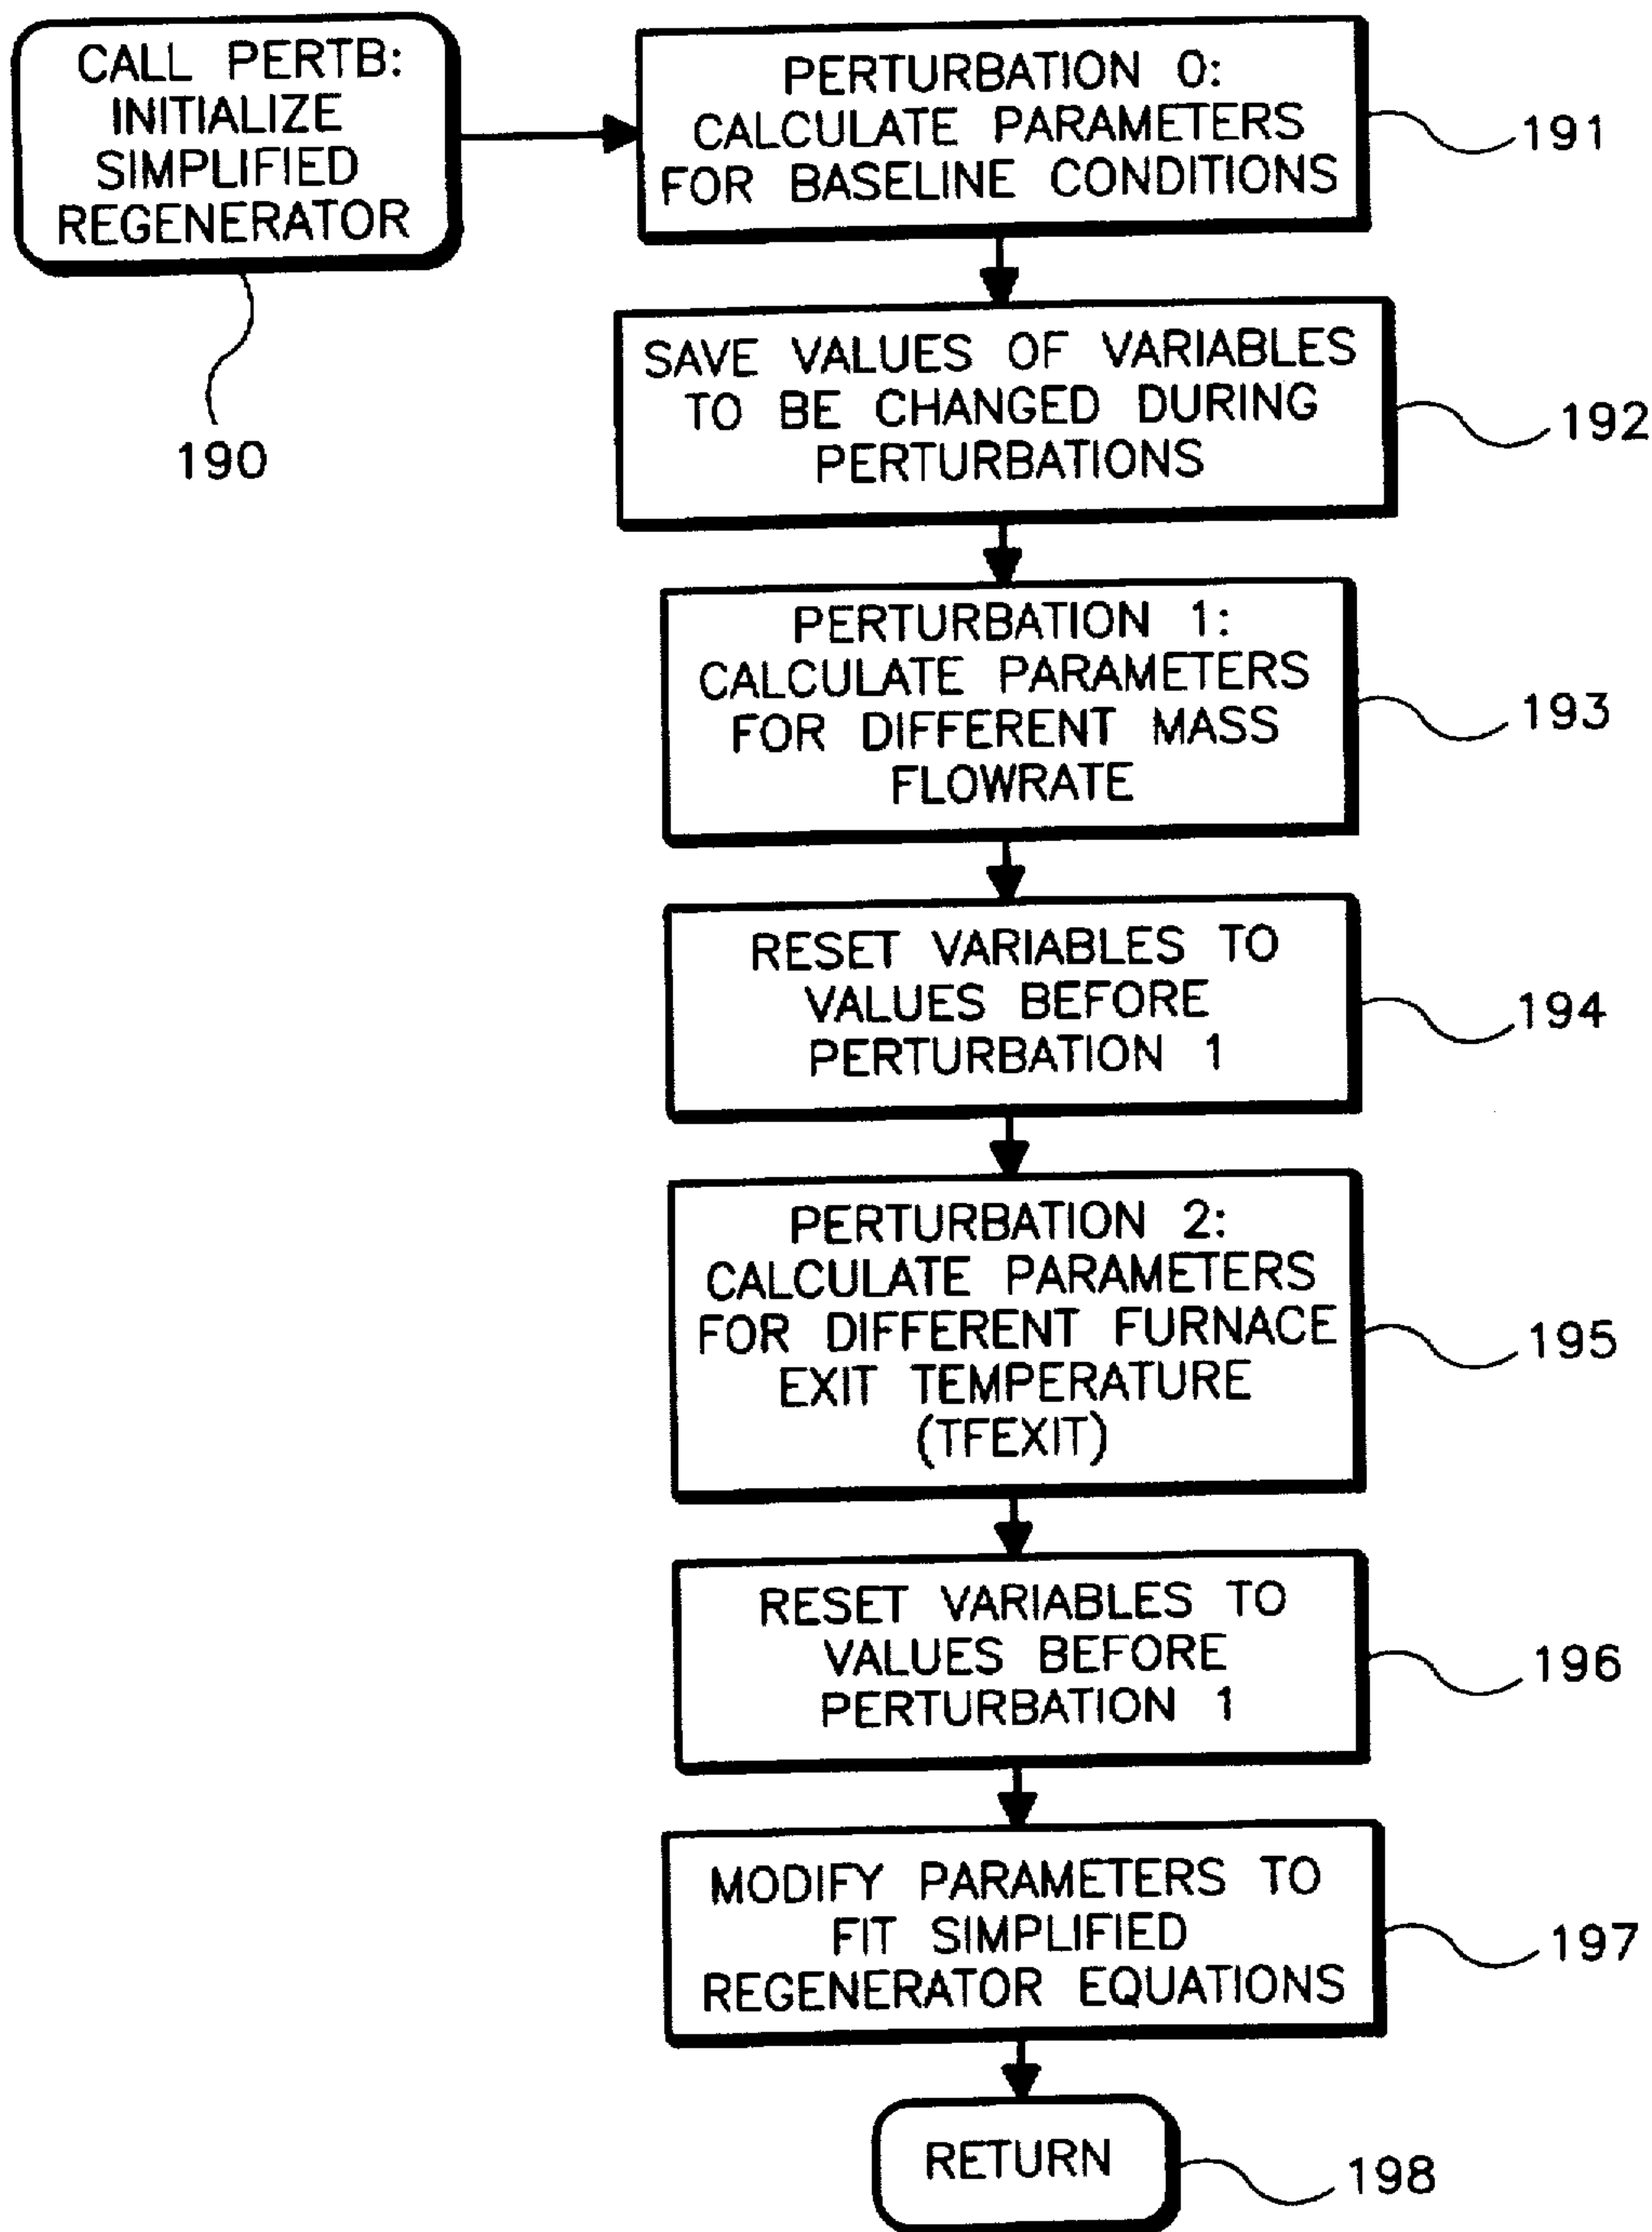 CALL PERTB:
INITIALIZE
SIMPLIFIED
REGENERATOR
190
PERTURBATION 0:
CALCULATE PARAMETERS
FOR BASELINE CONDITIONS
191
SAVE VALUES OF VARIABLES
TO BE CHANGED DURING
PERTURBATIONS
192
PERTURBATION 1:
CALCULATE PARAMETERS
FOR DIFFERENT MASS
FLOWRATE
193
RESET VARIABLES TO
VALUES BEFORE
PERTURBATION 1
194
PERTURBATION 2:
CALCULATE PARAMETERS
FOR DIFFERENT FURNACE
EXIT TEMPERATURE
(TFEXIT)
195
RESET VARIABLES TO
VALUES BEFORE
PERTURBATION 1
196
MODIFY PARAMETERS TO
FIT SIMPLIFIED
REGENERATOR EQUATIONS
197
RETURN
198